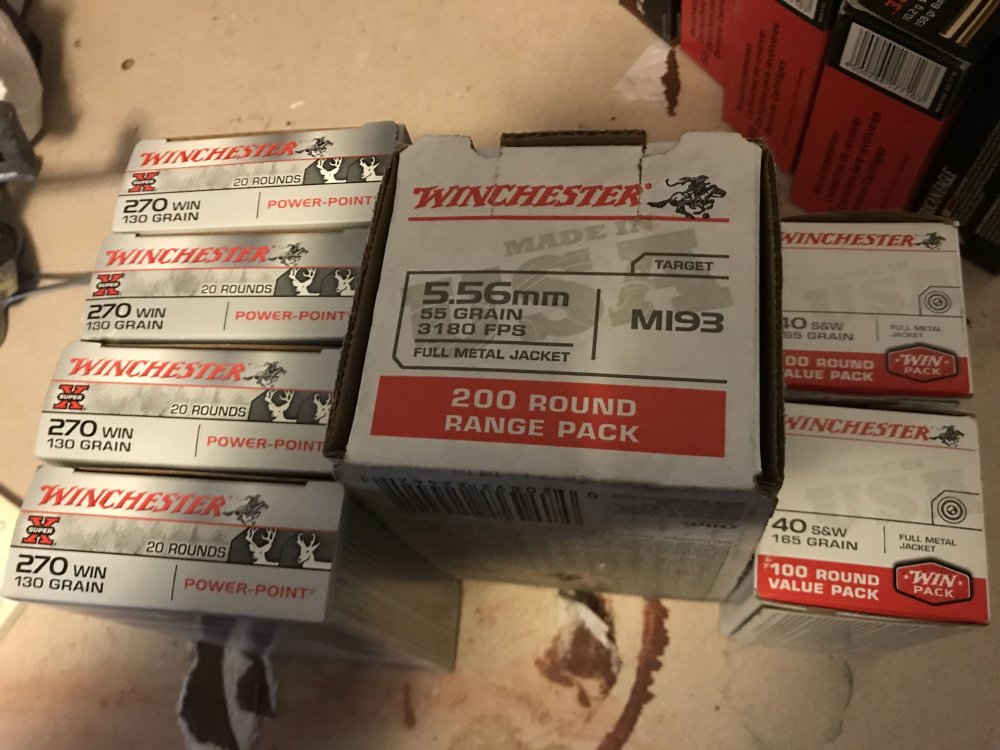 WINCHESTER
SUPER X
20 ROUNDS
270 WIN
130 GRAIN
POWER-POINT
WINCHESTER
SUPER X
20 ROUNDS
270 WIN
130 GRAIN
POWER-POINT
WINCHESTER
SUPER X
20 ROUNDS
270 WIN
130 GRAIN
POWER-POINT
WINCHESTER
SUPER X
20 ROUNDS
270 WIN
130 GRAIN
POWER-POINT®
WINCHESTER®
MADE IN
USA
TARGET
5.56mm
55 GRAIN
3180 FPS
FULL METAL JACKET
M193
200 ROUND
RANGE PACK
WINCHESTER
40 S&W
165 GRAIN
FULL METAL
JACKET
00 ROUND
VALUE PACK
WIN
PACK
WINCHESTER
MADE IN
USA
40 S&W
165 GRAIN
FULL METAL
JACKET
100 ROUND
VALUE PACK
WIN
PACK